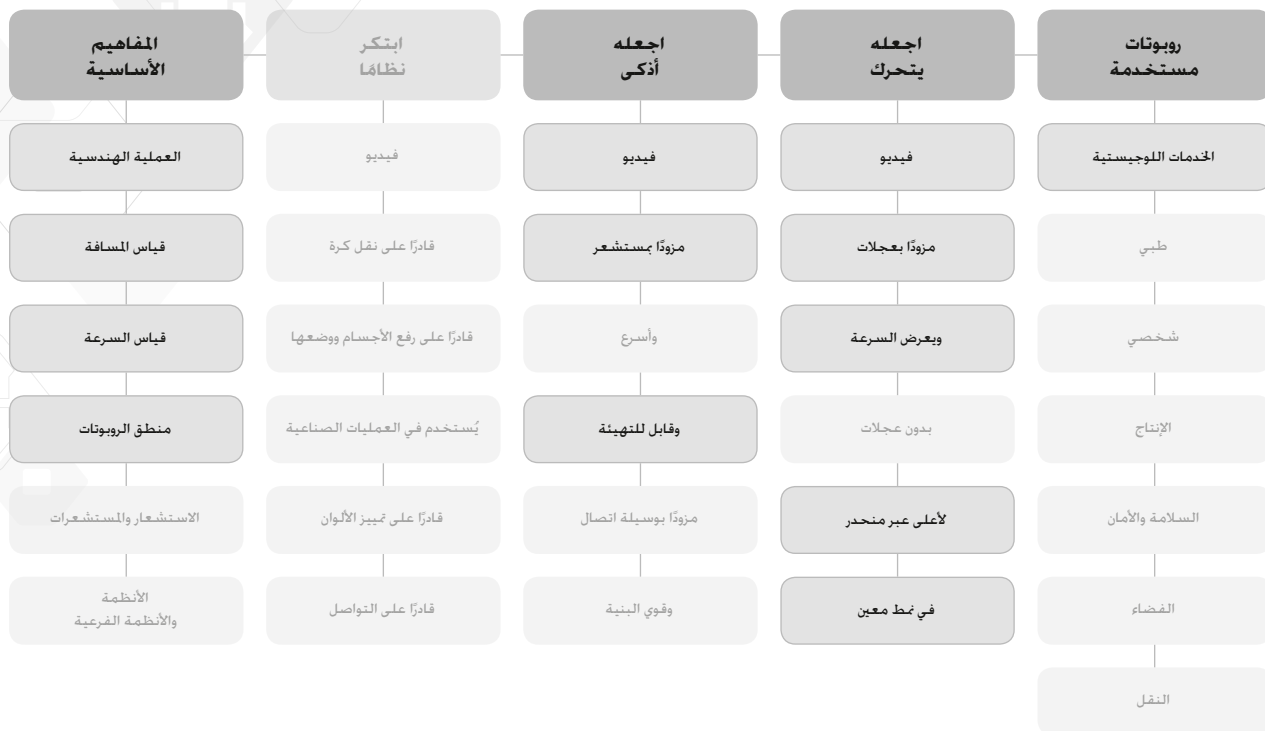 روبوتات
مستخدمة
الخدمات اللوجيستية
طبي
شخصي
الإنتاج
السلامة والأمان
الفضاء
النقل
اجعله
يتحرك
فيديو
مزودًا بعجلات
ويعرض السرعة
بدون عجلات
لأعلى عبر منحدر
في نمط معين
اجعله
أذكى
فيديو
مزودًا بمستشعر
وأسرع
وقابل للتهيئة
مزودًا بوسيلة اتصال
وقوي البنية
ابتكر
نظامًا
فيديو
قادرًا على نقل كرة
قادرًا على رفع الأجسام ووضعها
يُستخدم في العمليات الصناعية
قادرًا على تمييز الألوان
قادرًا على التواصل
المفاهيم
الأساسية
العملية الهندسية
قياس المسافة
قياس السرعة
منطق الروبوتات
الاستشعار والمستشعرات
الأنظمة
والأنظمة الفرعية